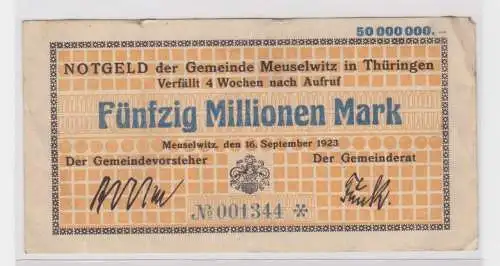 50 000 000.–
NOTGELD der Gemeinde Meuselwitz in Thüringen
Verfällt 4 Wochen nach Aufruf
Fünfzig Millionen Mark
Meuselwitz, den 16. September 1923
Der Gemeindevorsteher Der Gemeinderat
№ 001344 *